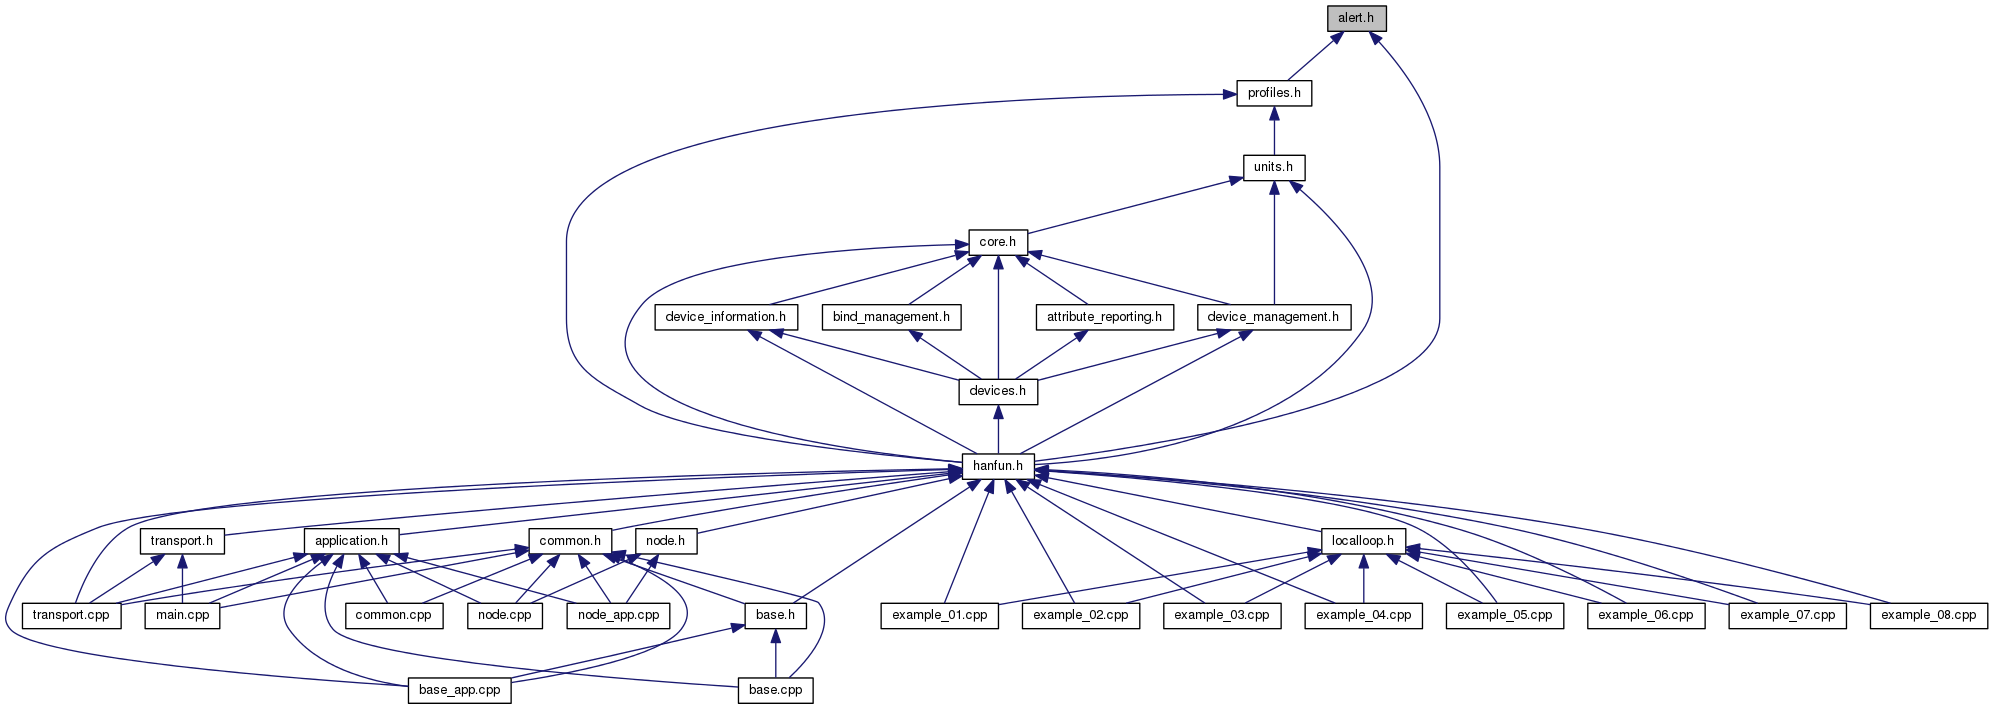 alert.h
profiles.h
units.h
core.h
device_information.h
bind_management.h
attribute_reporting.h
device_management.h
devices.h
hanfun.h
transport.h
application.h
common.h
node.h
localloop.h
transport.cpp
main.cpp
common.cpp
node.cpp
node_app.cpp
base.h
example_01.cpp
example_02.cpp
example_03.cpp
example_04.cpp
example_05.cpp
example_06.cpp
example_07.cpp
example_08.cpp
base_app.cpp
base.cpp